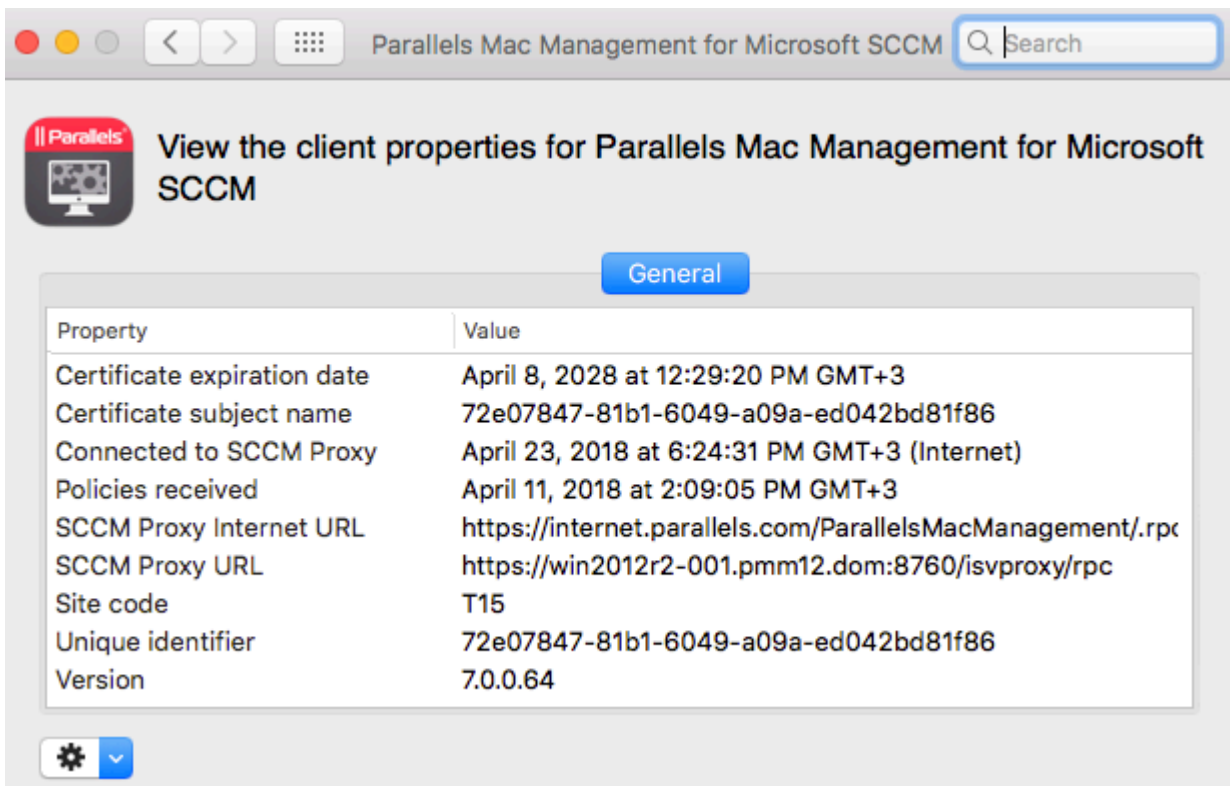 Parallels Mac Management for Microsoft SCCM Search
|| Parallels®
View the client properties for Parallels Mac Management for Microsoft
SCCM
General
Property Value
Certificate expiration date April 8, 2028 at 12:29:20 PM GMT+3
Certificate subject name 72e07847-81b1-6049-a09a-ed042bd81f86
Connected to SCCM Proxy April 23, 2018 at 6:24:31 PM GMT+3 (Internet)
Policies received April 11, 2018 at 2:09:05 PM GMT+3
SCCM Proxy Internet URL https://internet.parallels.com/ParallelsMacManagement/.rpc
SCCM Proxy URL https://win2012r2-001.pmm12.dom:8760/isvproxy/rpc
Site code T15
Unique identifier 72e07847-81b1-6049-a09a-ed042bd81f86
Version 7.0.0.64